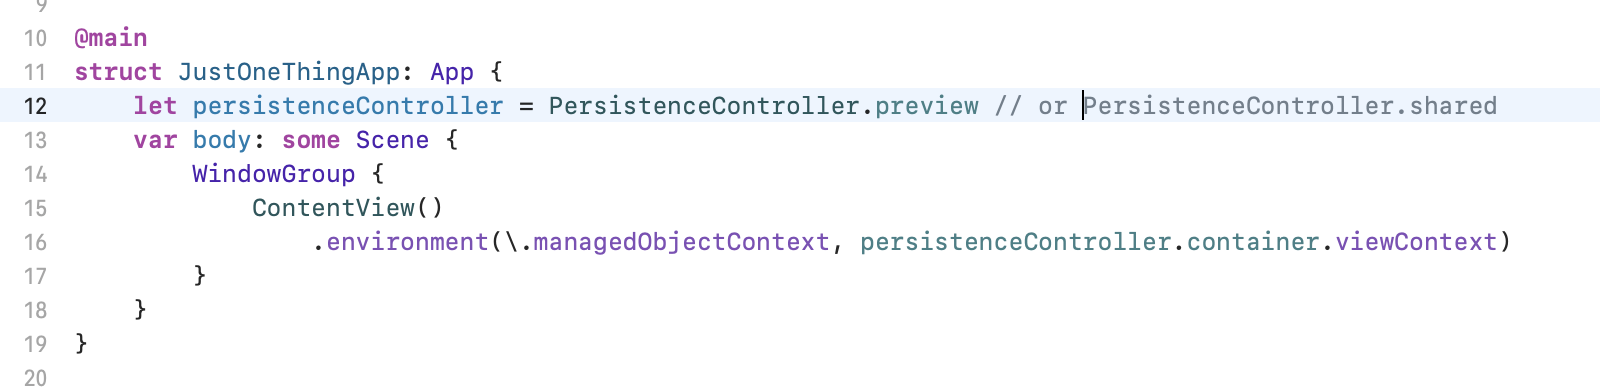 9
10 @main
11 struct JustOneThingApp: App {
12     let persistenceController = PersistenceController.preview // or PersistenceController.shared
13     var body: some Scene {
14         WindowGroup {
15             ContentView()
16                 .environment(\.managedObjectContext, persistenceController.container.viewContext)
17         }
18     }
19 }
20